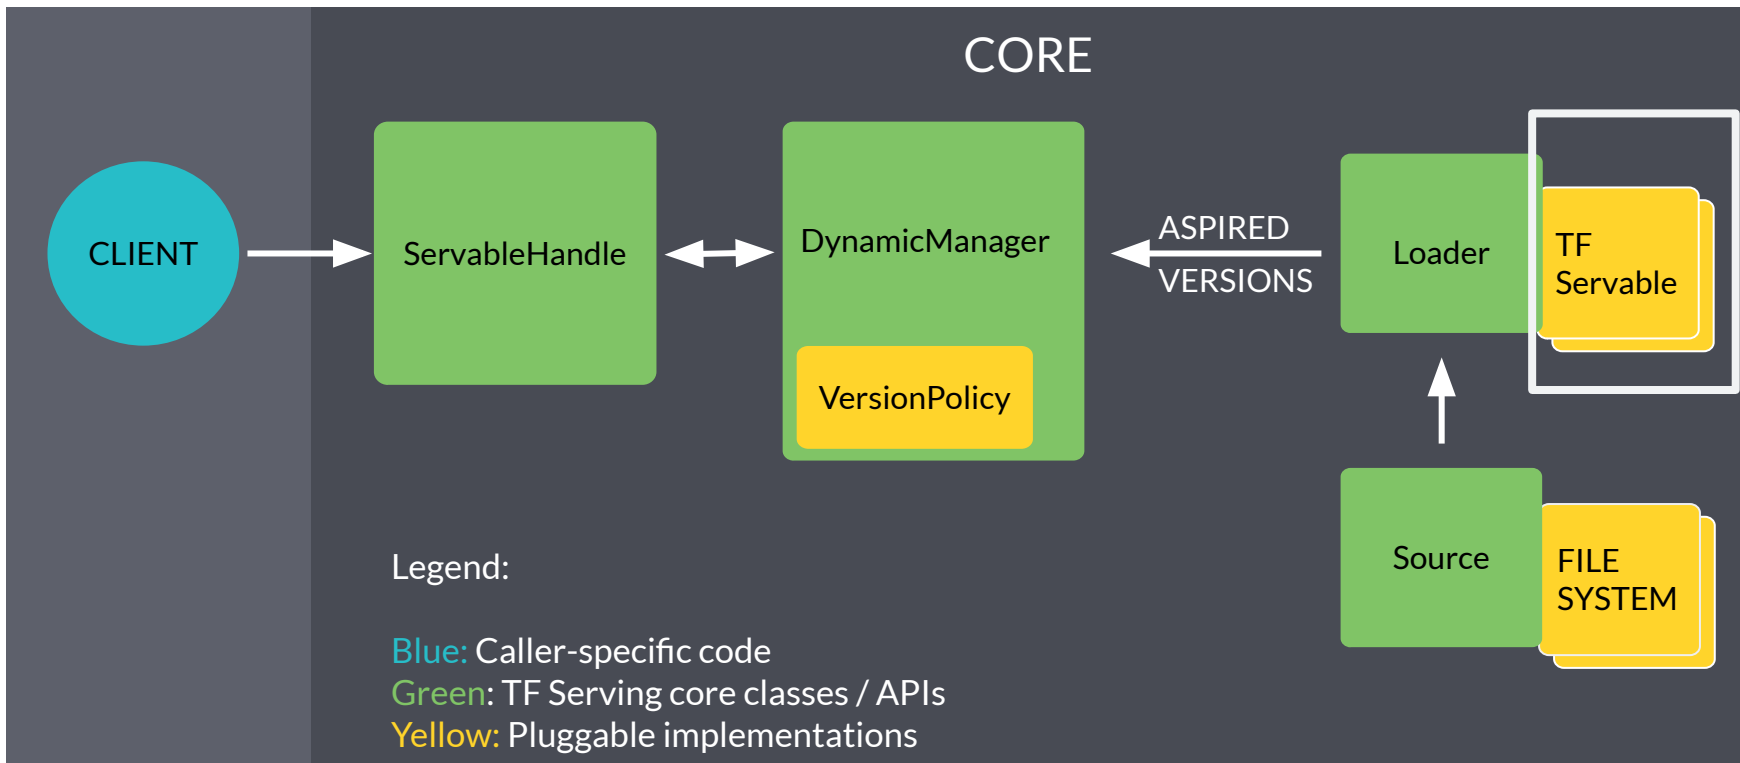 CORE
CLIENT
ServableHandle
DynamicManager
VersionPolicy
ASPIRED
VERSIONS
Loader
TF
Servable
Source
FILE
SYSTEM
Legend:
Blue: Caller-specific code
Green: TF Serving core classes / APIs
Yellow: Pluggable implementations